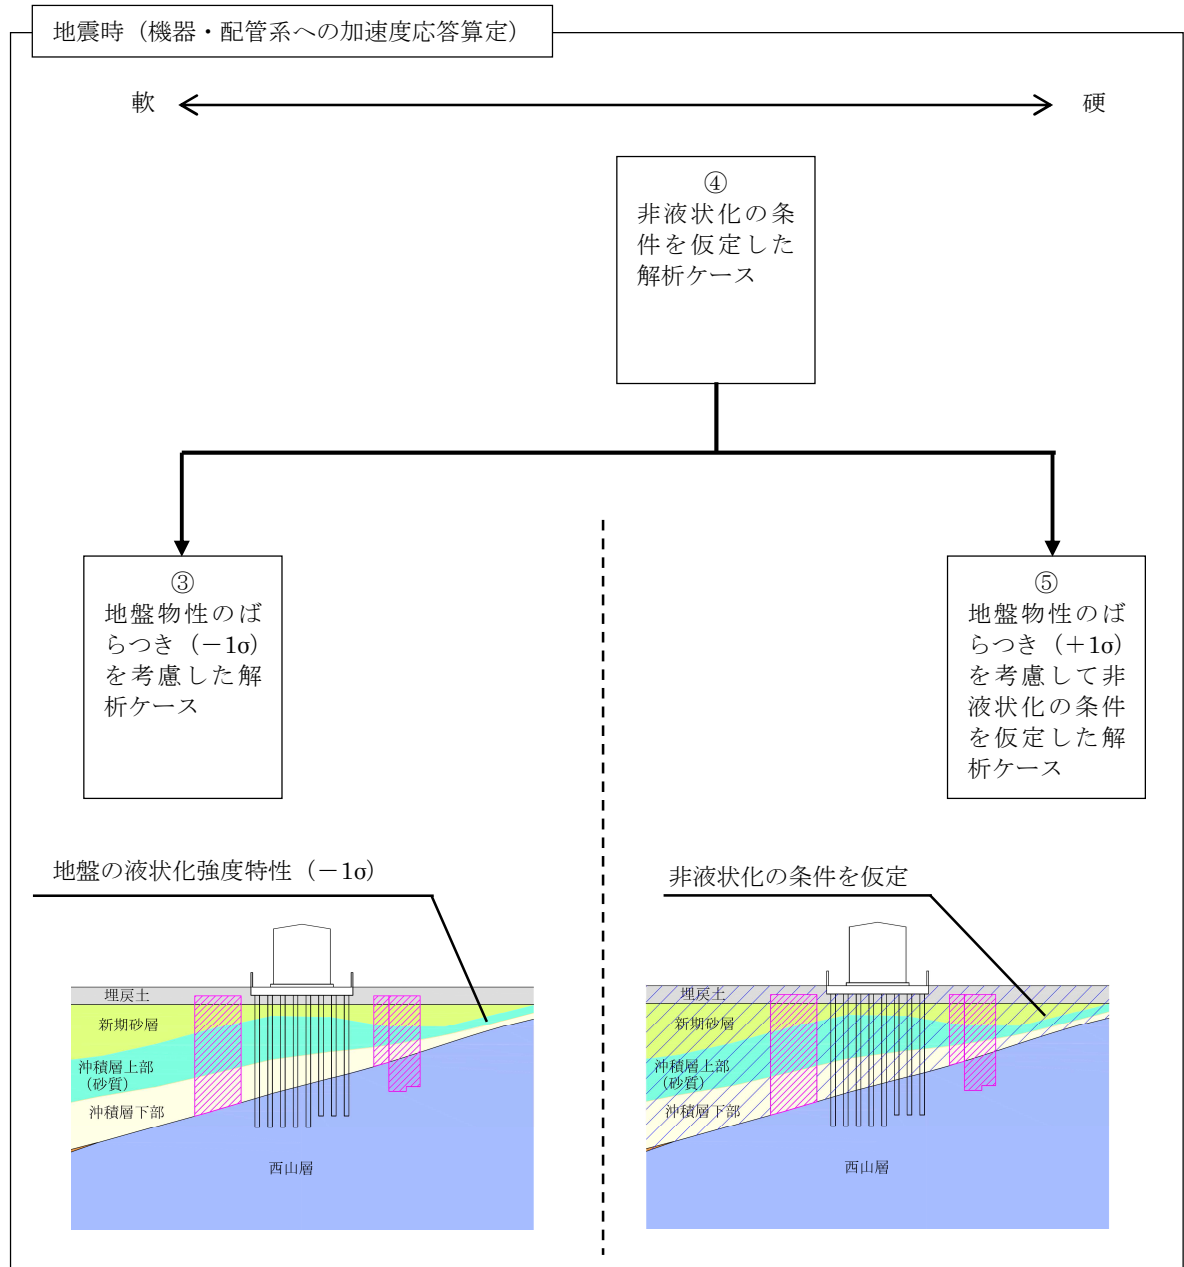 地震時（機器・配管系への加速度応答算定）
軟
硬
④
非液状化の条
件を仮定した
解析ケース
③
地盤物性のば
らつき（－1σ）
を考慮した解
析ケース
⑤
地盤物性のば
らつき（＋1σ）
を考慮して非
液状化の条件
を仮定した解
析ケース
地盤の液状化強度特性（－1σ）
埋戻土
新期砂層
沖積層上部
（砂質）
沖積層下部
西山層
非液状化の条件を仮定
埋戻土
新期砂層
沖積層上部
（砂質）
沖積層下部
西山層